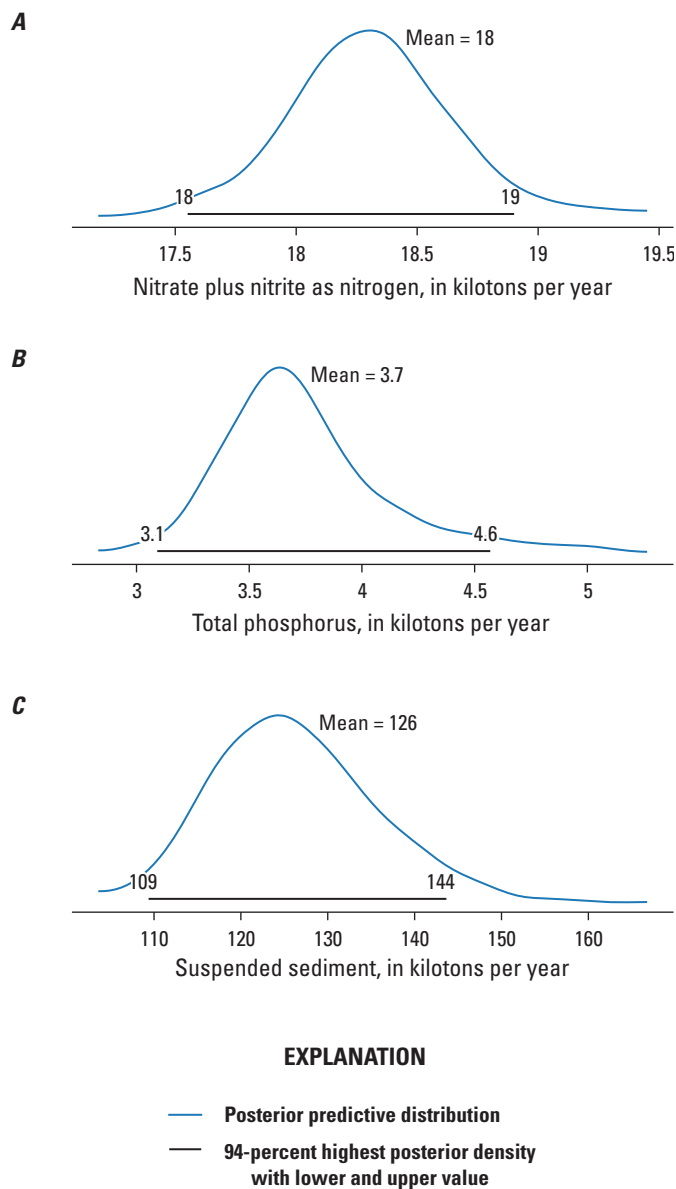 A
Mean = 18
18 19
17.5 18 18.5 19 19.5
Nitrate plus nitrite as nitrogen, in kilotons per year
B
Mean = 3.7
3.1 4.6
3 3.5 4 4.5 5
Total phosphorus, in kilotons per year
C
Mean = 126
109 144
110 120 130 140 150 160
Suspended sediment, in kilotons per year
EXPLANATION
Posterior predictive distribution
94-percent highest posterior density
with lower and upper value